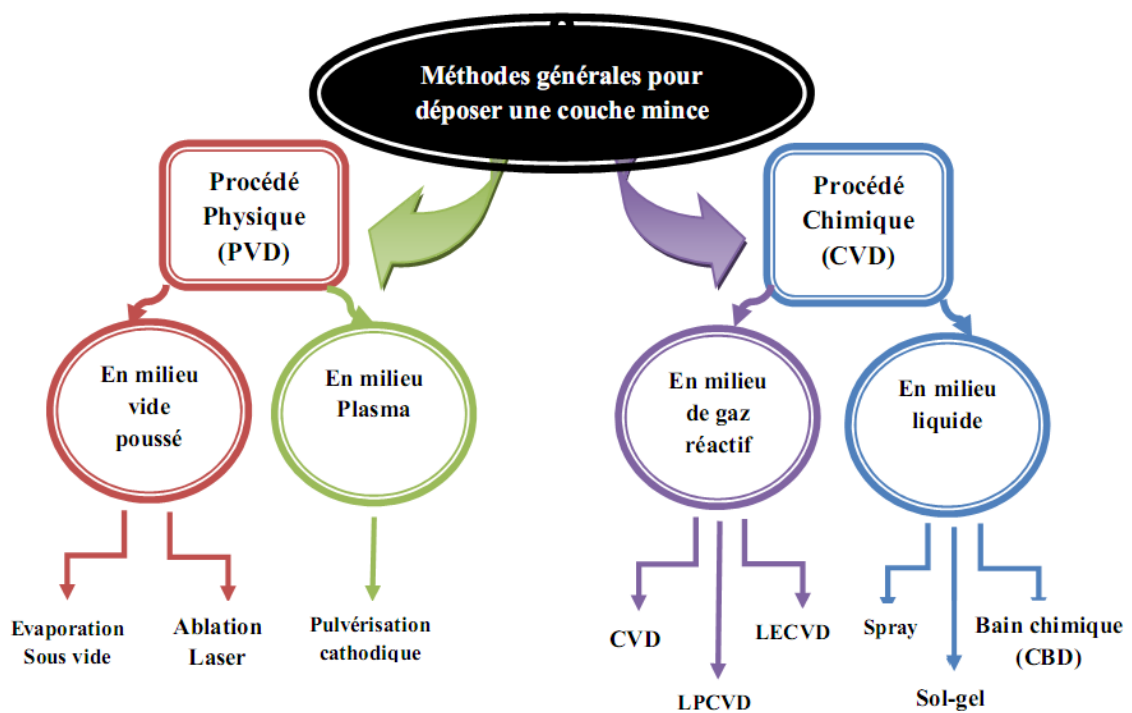 Méthodes générales pour
déposer une couche mince
Procédé
Physique
(PVD)
Procédé
Chimique
(CVD)
En milieu
vide
poussé
En milieu
Plasma
En milieu
de gaz
réactif
En milieu
liquide
Evaporation
Sous vide
Ablation
Laser
Pulvérisation
cathodique
CVD
LPCVD
LECVD
Spray
Sol-gel
Bain chimique
(CBD)